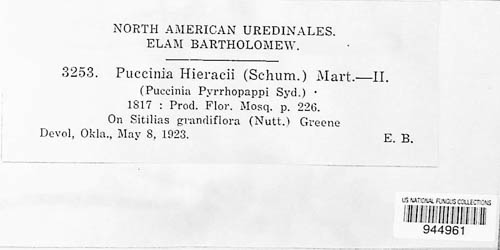 NORTH AMERICAN UREDINALES.
ELAM BARTHOLOMEW.
3253. Puccinia Hieracii (Schum.) Mart.—II.
(Puccinia Pyrrhopappi Syd.)
1817 : Prod. Flor. Mosq. p. 226.
On Sitilias grandiflora (Nutt.) Greene
Devol, Okla., May 8, 1923. E. B.
US NATIONAL FUNGUS COLLECTIONS
944961